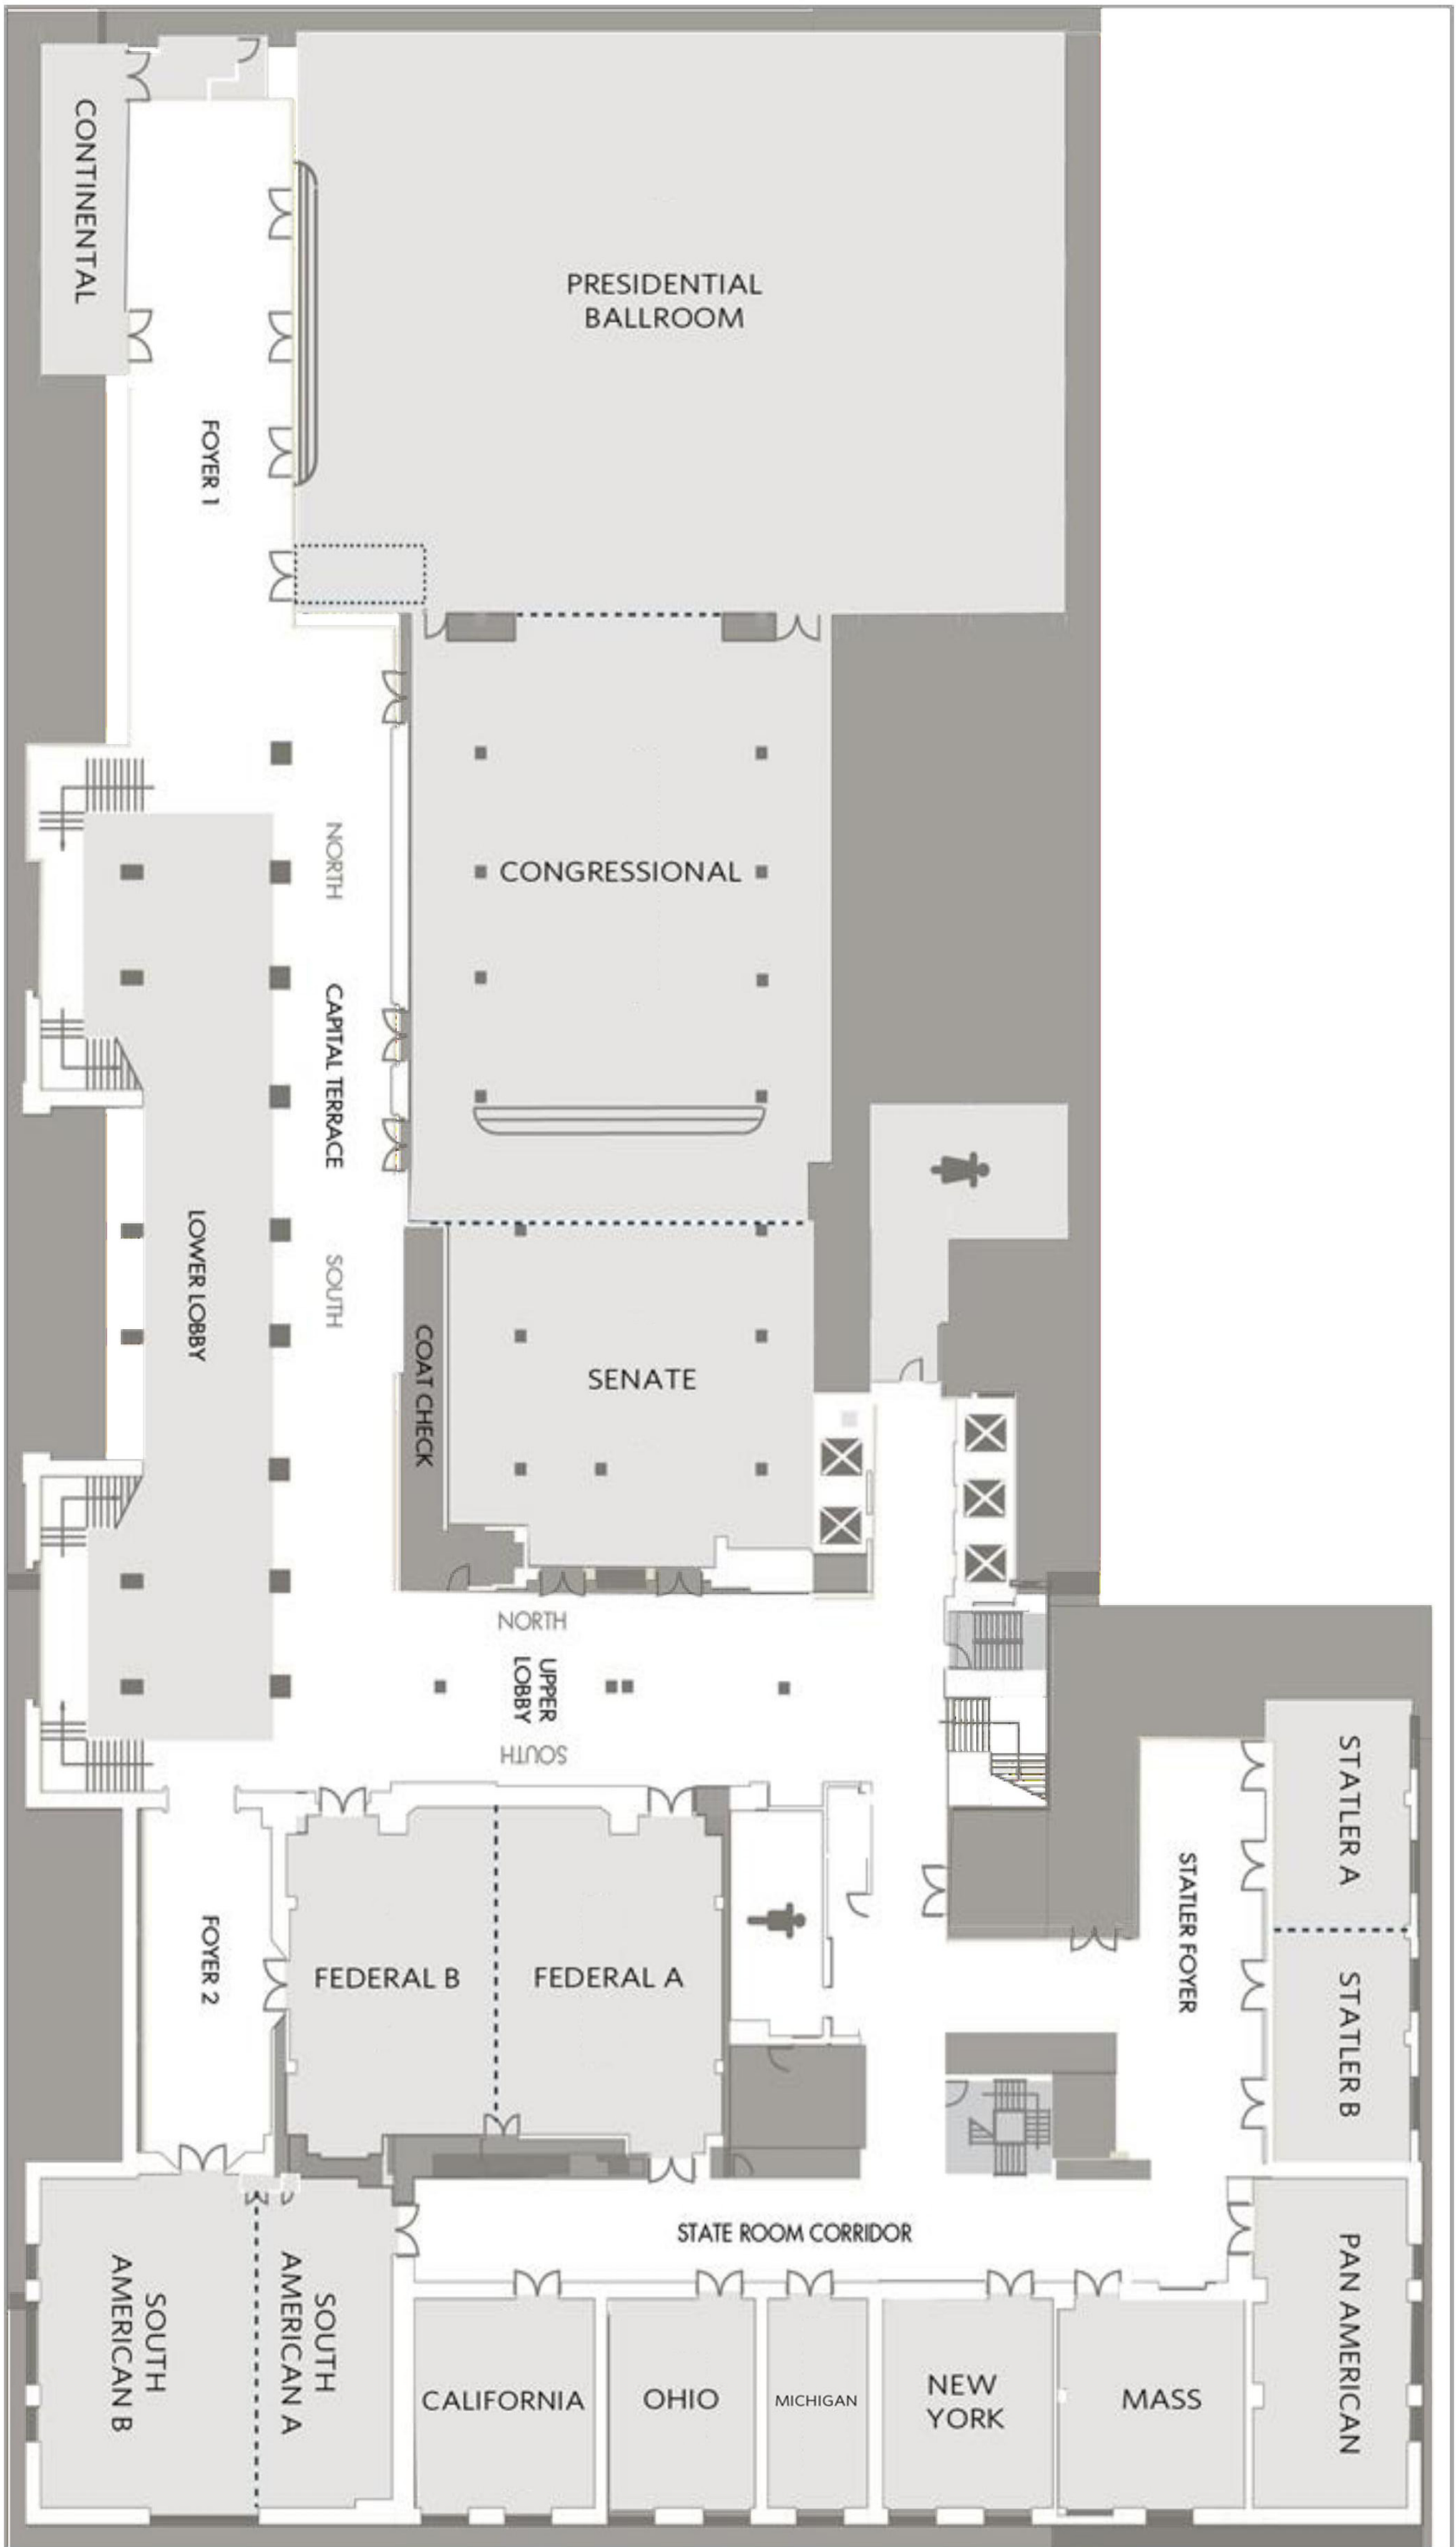 CONTINENTAL
PRESIDENTIAL
BALLROOM
FOYER 1
NORTH
CONGRESSIONAL
CAPITAL TERRACE
LOWER LOBBY
SOUTH
COAT CHECK
SENATE
NORTH
UPPER
LOBBY
SOUTH
STATLER A
STATLER FOYER
FOYER 2
FEDERAL B
FEDERAL A
STATLER B
STATE ROOM CORRIDOR
PAN AMERICAN
SOUTH
AMERICAN B
SOUTH
AMERICAN A
CALIFORNIA
OHIO
MICHIGAN
NEW
YORK
MASS